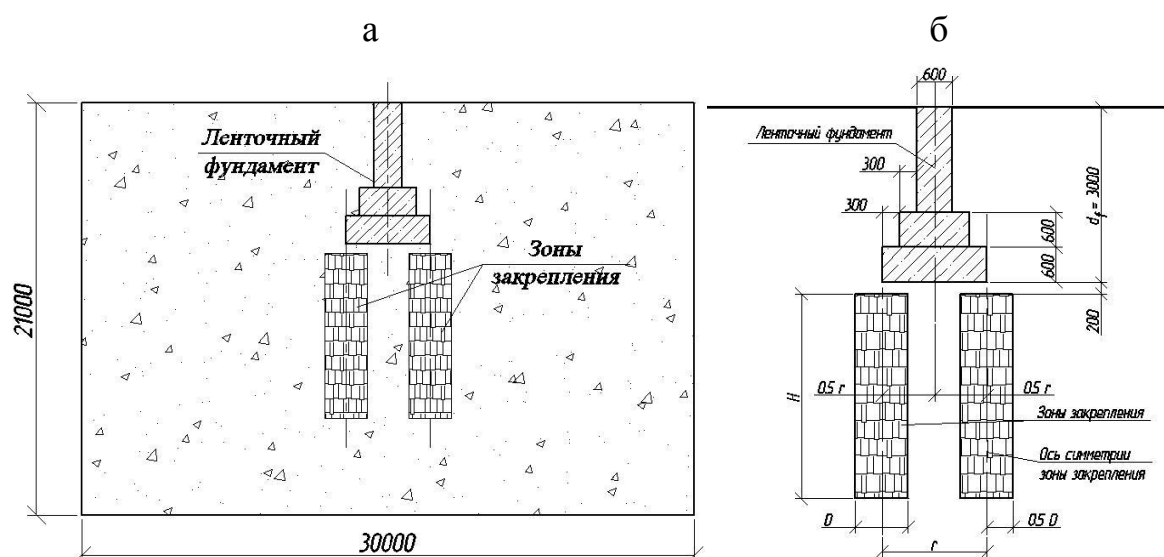 а
Ленточный
фундамент
Зоны
закрепления
21000
30000
б
600
Ленточный фундамент
300
300
df = 3000
600
600
200
H
0.5 r
0.5 r
Зоны закрепления
Ось симметрии
зоны закрепления
D
0.5 D
r